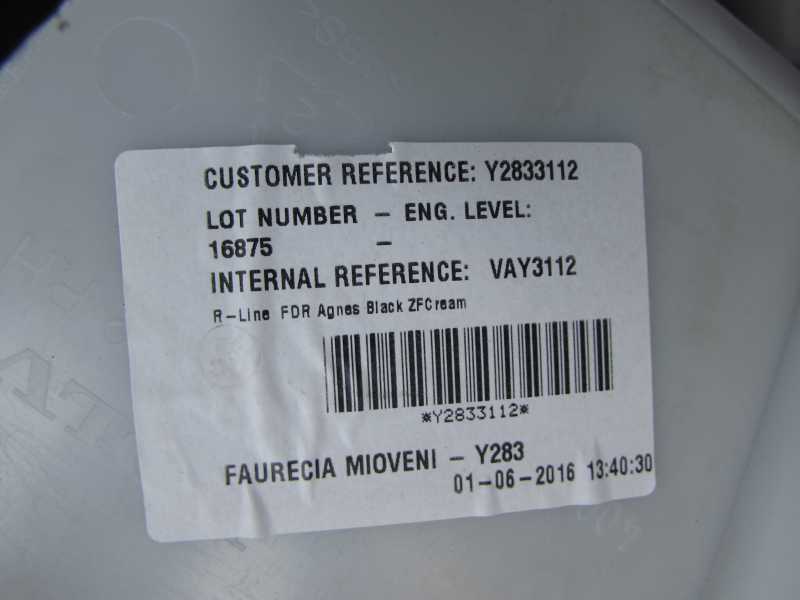 CUSTOMER REFERENCE: Y2833112
LOT NUMBER - ENG. LEVEL:
16875 -
INTERNAL REFERENCE: VAY3112
R-Line FDR Agnes Black ZFCream
*Y2833112*
FAURECIA MIOVENI - Y283
01-06-2016 13:40:30